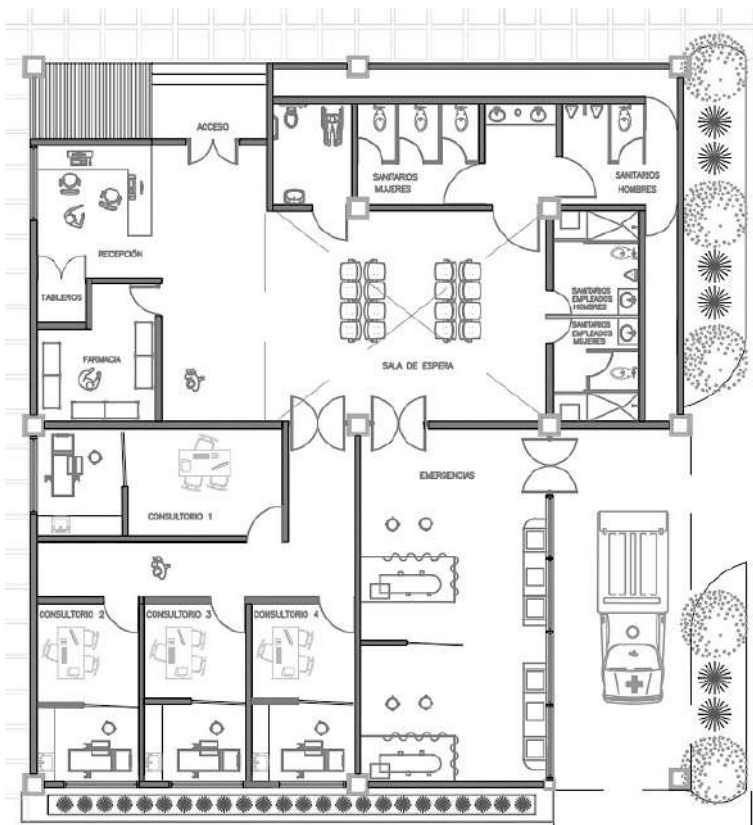 ACCESO
SANITARIOS
MUJERES
SANITARIOS
HOMBRES
RECEPCIÓN
TABLEROS
SANITARIOS
EMPLEADOS
HOMBRES
SANITARIOS
EMPLEADOS
MUJERES
FARMACIA
SALA DE ESPERA
EMERGENCIAS
CONSULTORIO 1
CONSULTORIO 2
CONSULTORIO 3
CONSULTORIO 4